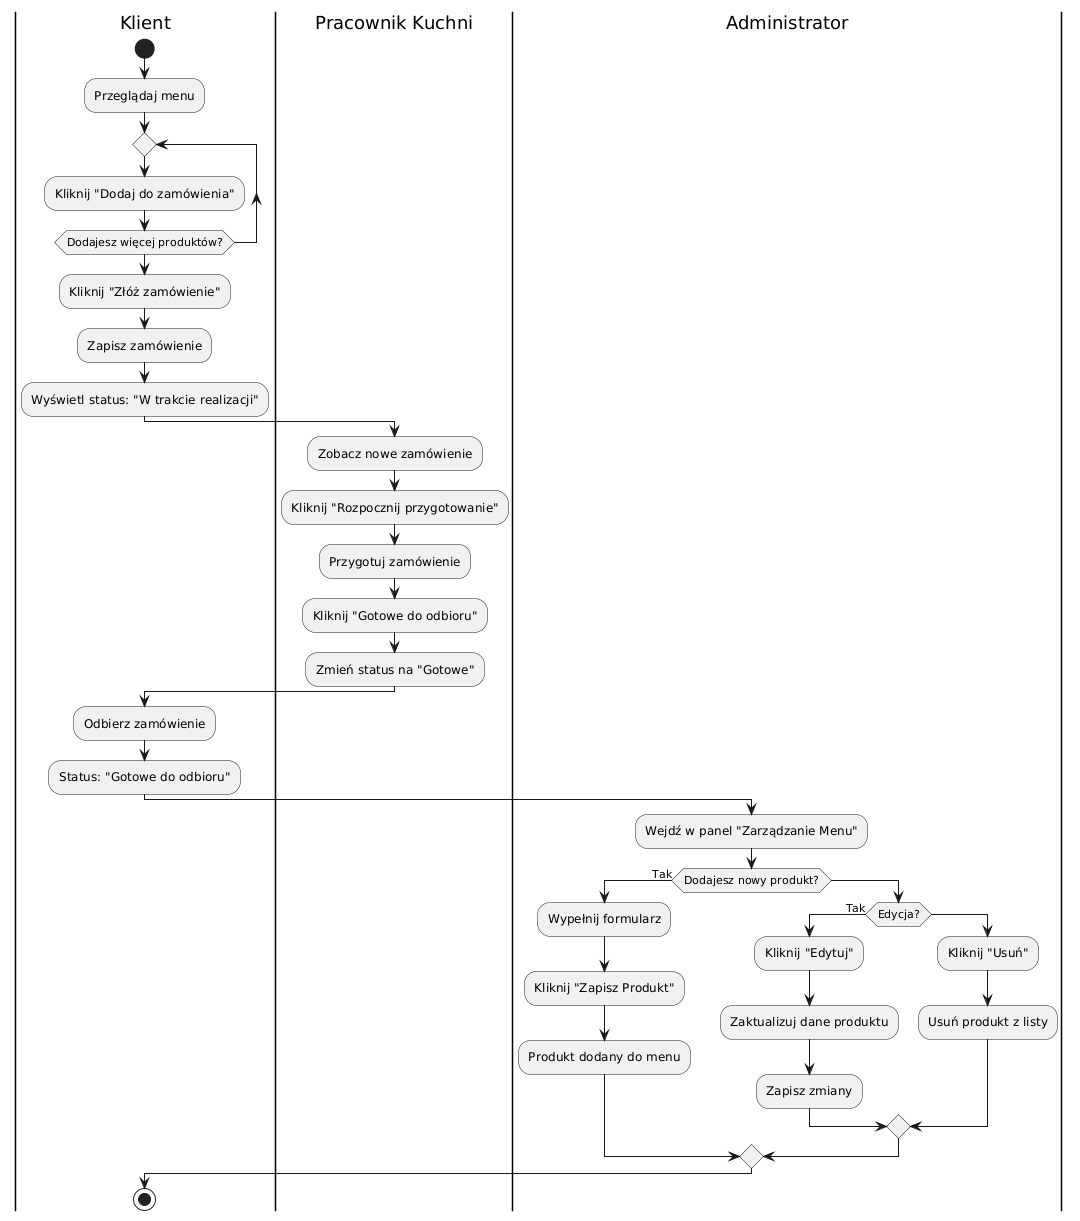 Klient
Pracownik Kuchni
Administrator
Przeglądaj menu
Kliknij "Dodaj do zamówienia"
Dodajesz więcej produktów?
Kliknij "Złóż zamówienie"
Zapisz zamówienie
Wyświetl status: "W trakcie realizacji"
Zobacz nowe zamówienie
Kliknij "Rozpocznij przygotowanie"
Przygotuj zamówienie
Kliknij "Gotowe do odbioru"
Zmień status na "Gotowe"
Odbierz zamówienie
Status: "Gotowe do odbioru"
Wejdź w panel "Zarządzanie Menu"
Tak
Dodajesz nowy produkt?
Wypełnij formularz
Kliknij "Zapisz Produkt"
Produkt dodany do menu
Tak
Edycja?
Kliknij "Edytuj"
Zaktualizuj dane produktu
Zapisz zmiany
Kliknij "Usuń"
Usuń produkt z listy